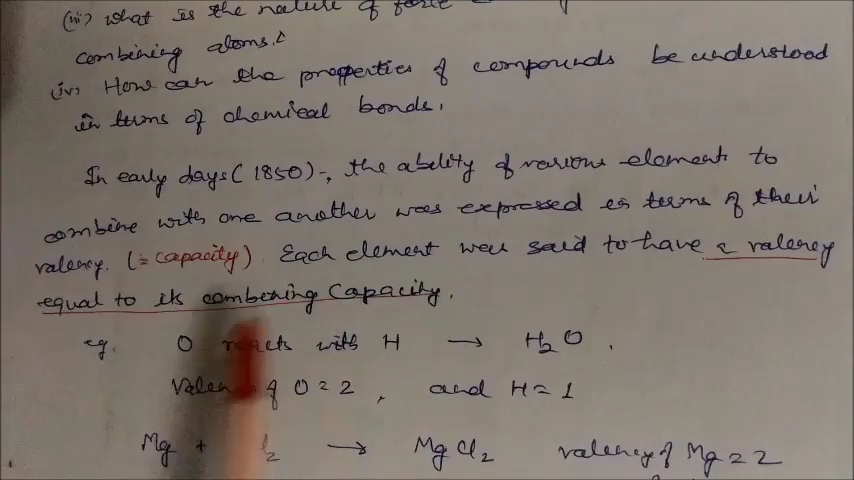 (iii) what is the nature of force
combining atoms.
(iv) How can the properties of compounds be understood
in terms of chemical bonds.
In early days (1850) -, the ability of various element to
combine with one another was expressed in terms of their
valency. (= capacity). Each element was said to have a valency
equal to its combening Capacity.
eg. O reacts with H → H₂O.
Valency of O = 2, and H = 1
Mg + → MgCl₂ valency of Mg = 2